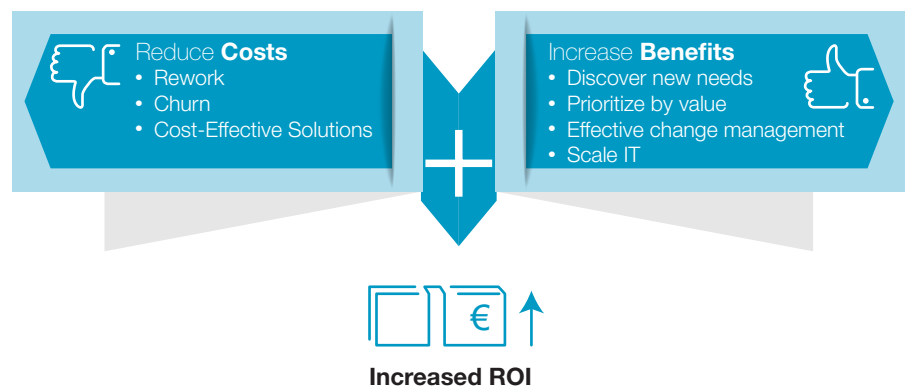 Reduce Costs
• Rework
• Churn
• Cost-Effective Solutions
Increase Benefits
• Discover new needs
• Prioritize by value
• Effective change management
• Scale IT
+
€
Increased ROI